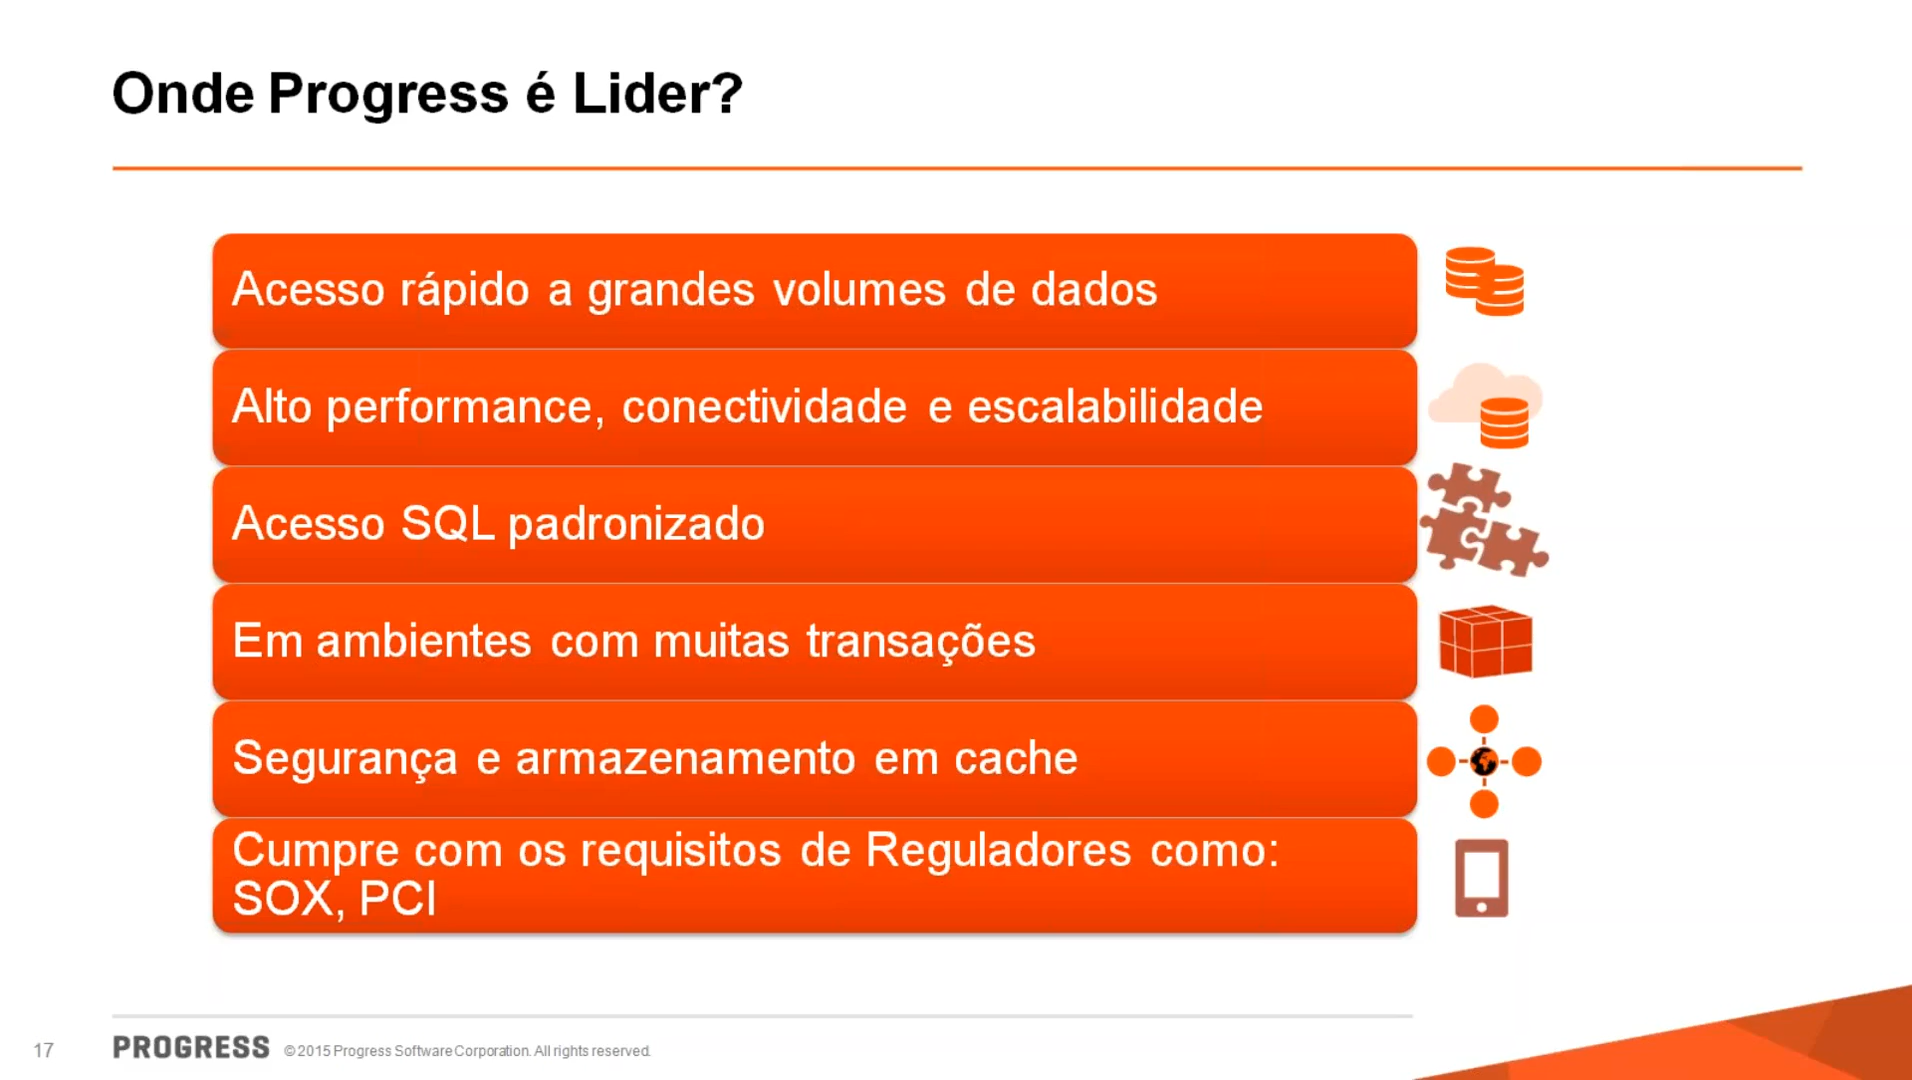 Onde Progress é Lider?
Acesso rápido a grandes volumes de dados
Alto performance, conectividade e escalabilidade
Acesso SQL padronizado
Em ambientes com muitas transações
Segurança e armazenamento em cache
Cumpre com os requisitos de Reguladores como:
SOX, PCI
17 PROGRESS © 2015 Progress Software Corporation. All rights reserved.